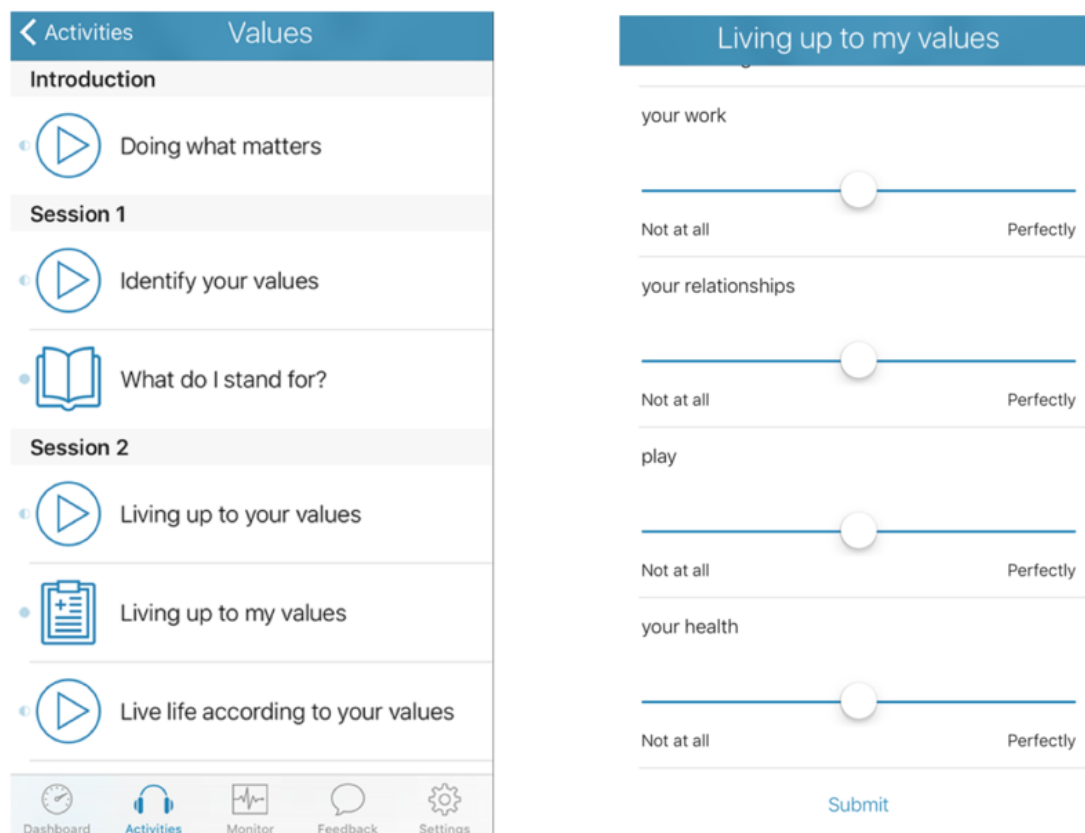 Activities Values
Introduction
Doing what matters
Session 1
Identify your values
What do I stand for?
Session 2
Living up to your values
Living up to my values
Live life according to your values
Dashboard Activities Monitor Feedback Settings
Living up to my values
your work
Not at all Perfectly
your relationships
Not at all Perfectly
play
Not at all Perfectly
your health
Not at all Perfectly
Submit